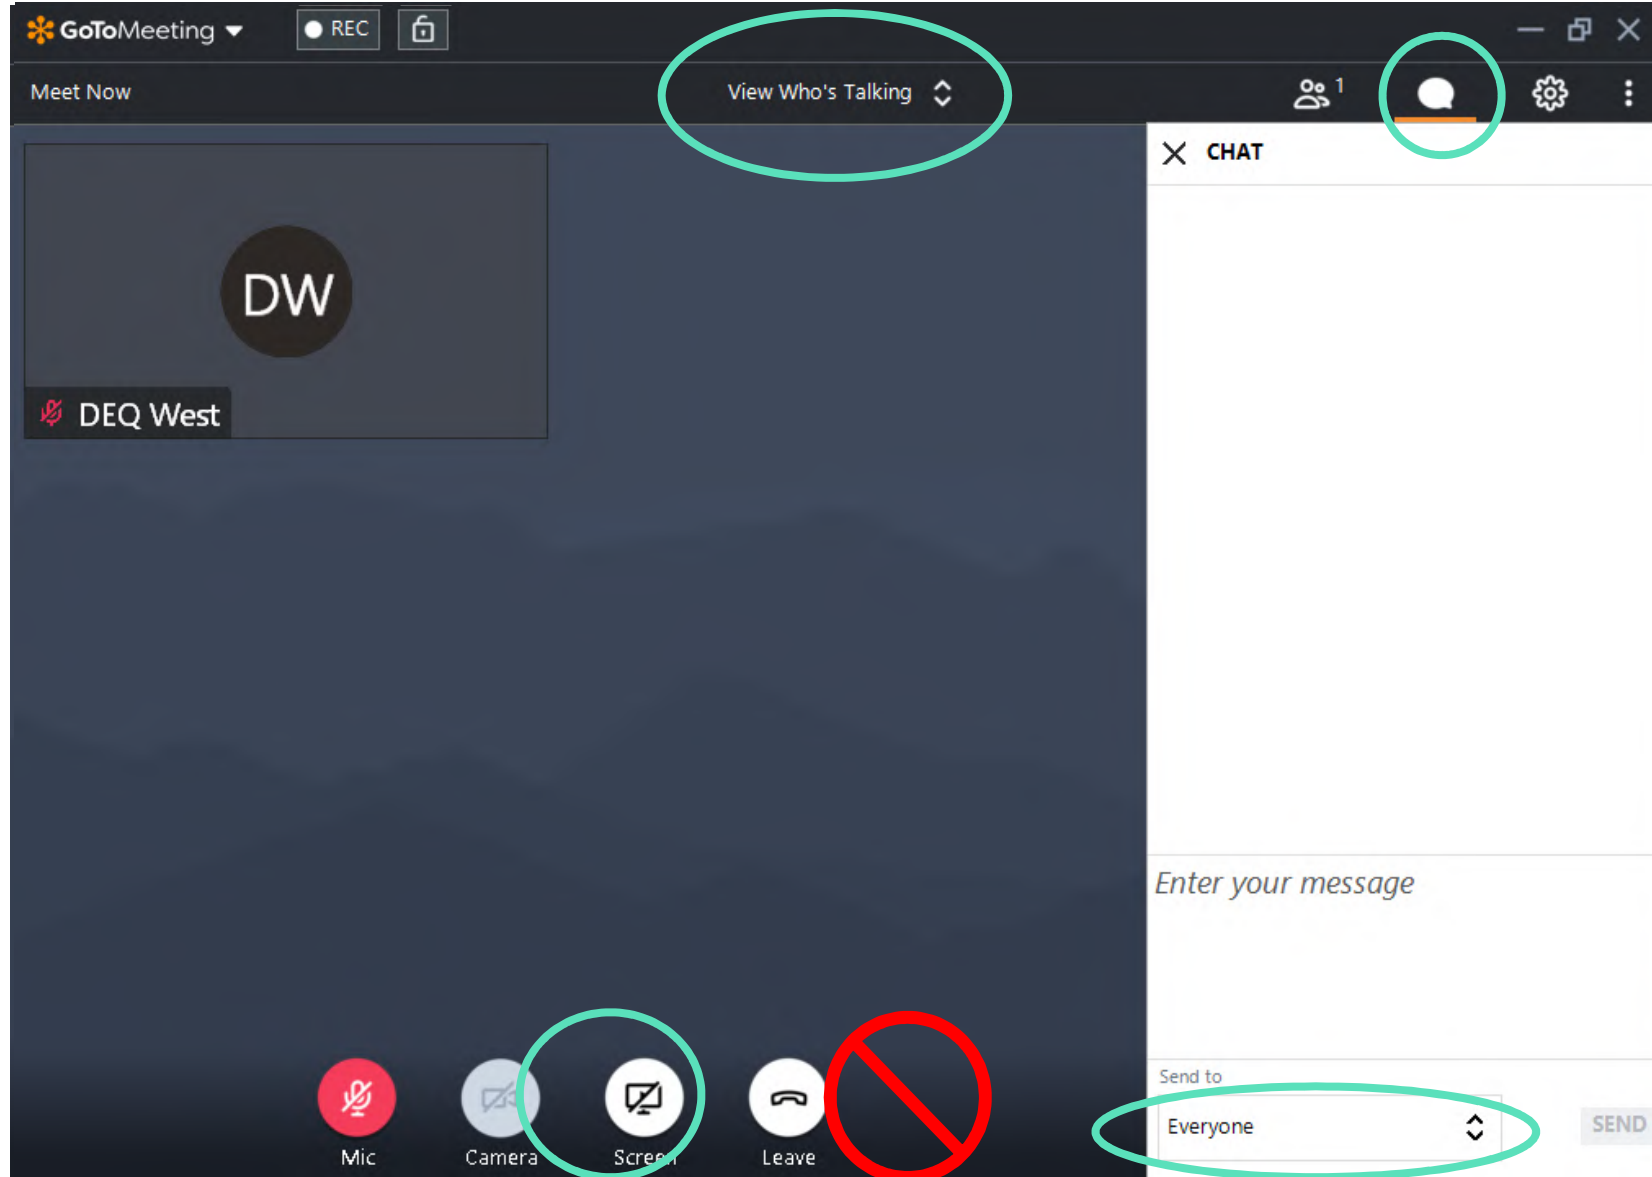 GoToMeeting
REC
Meet Now
View Who's Talking
1
CHAT
DW
DEQ West
Enter your message
Send to
Everyone
SEND
Mic
Camera
Screen
Leave